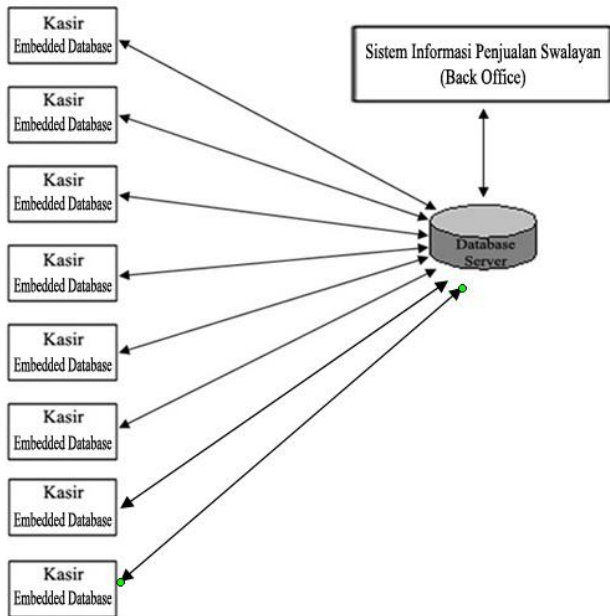 Kasir
Embedded Database
Sistem Informasi Penjualan Swalayan
(Back Office)
Kasir
Embedded Database
Kasir
Embedded Database
Database
Server
Kasir
Embedded Database
Kasir
Embedded Database
Kasir
Embedded Database
Kasir
Embedded Database
Kasir
Embedded Database